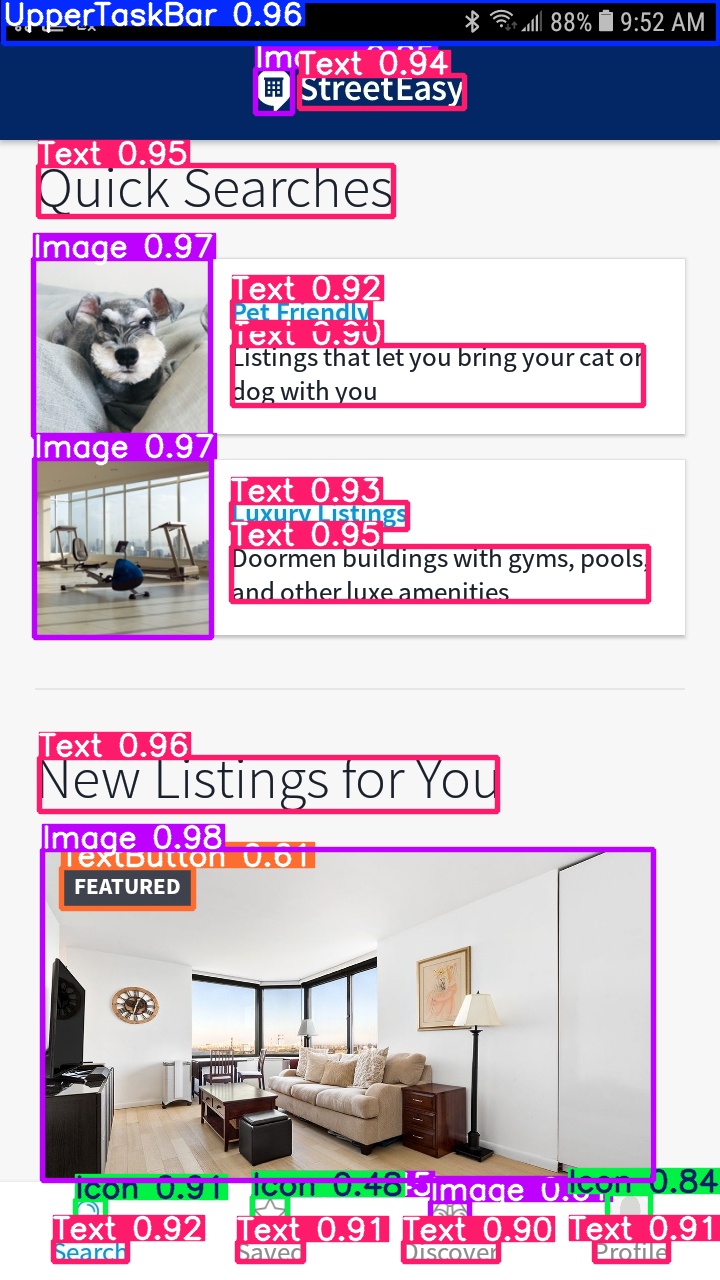 UpperTaskBar 0.96
88% 9:52 AM
Text 0.94
StreetEasy
Text 0.95
Quick Searches
Image 0.97
Text 0.92
Pet Friendly
Text 0.90
Listings that let you bring your cat or
dog with you
Image 0.97
Text 0.93
Luxury Listings
Text 0.95
Doormen buildings with gyms, pools,
and other luxe amenities
Text 0.96
New Listings for You
Image 0.98
TextButton 0.61
FEATURED
Icon 0.91 Icon 0.48 Image Icon 0.84
Text 0.92 Text 0.91 Text 0.90 Text 0.91
Search Saved Discover Profile